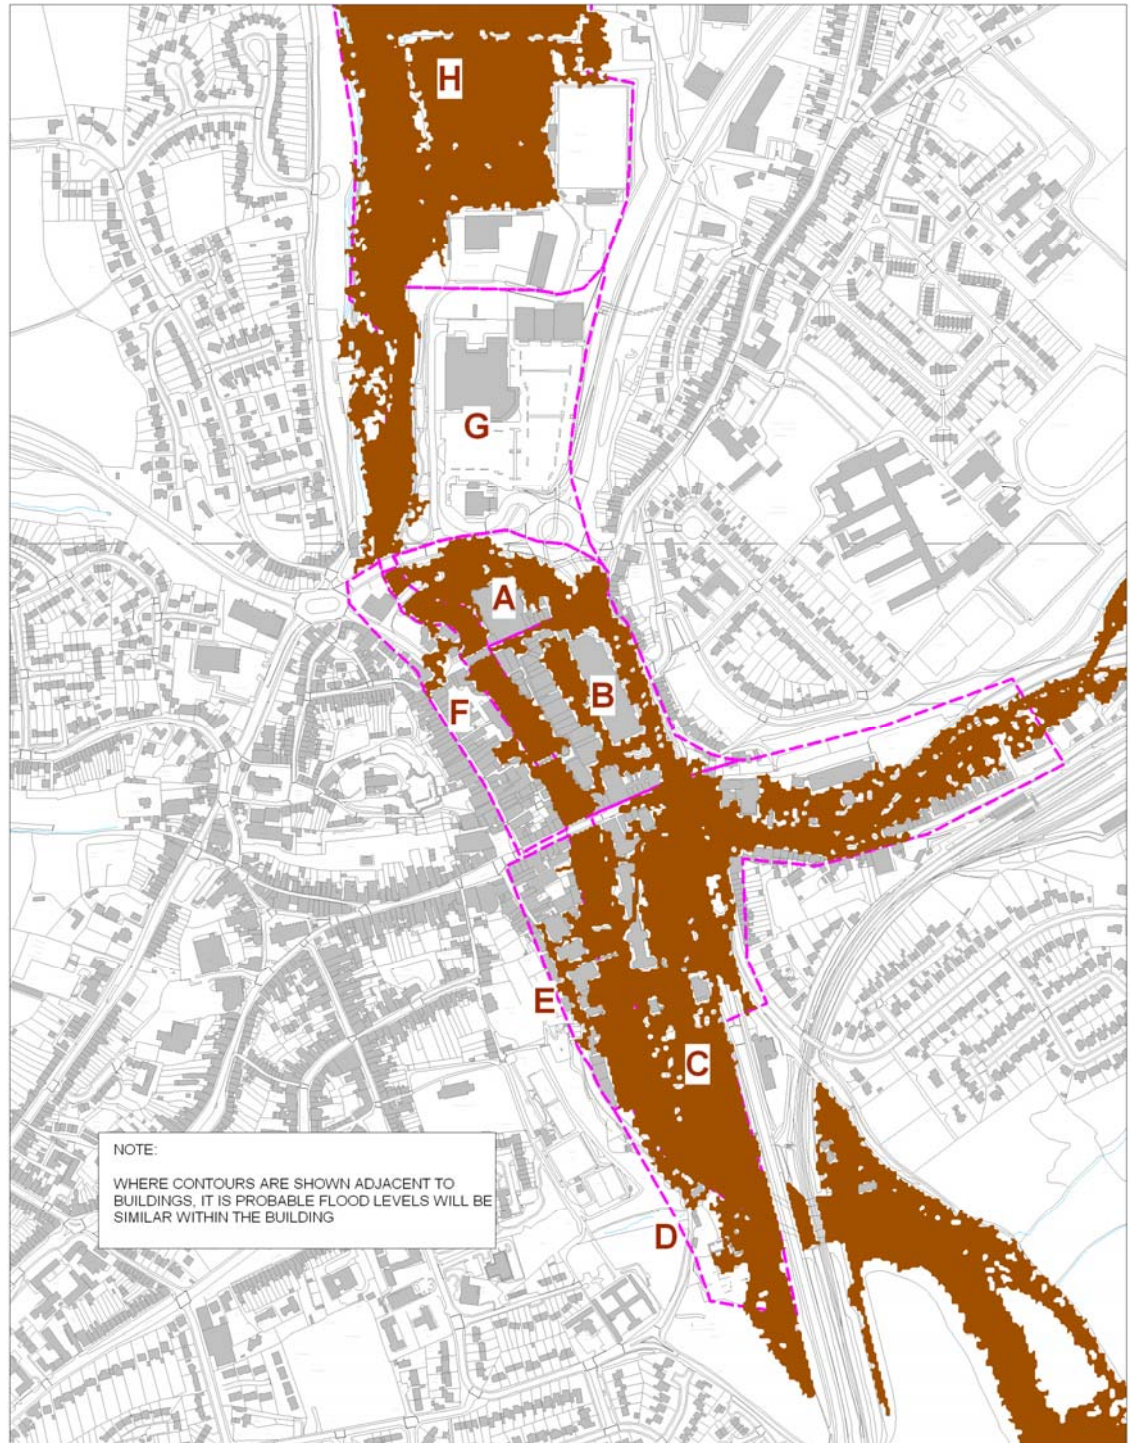 H
G
A
B
F
E
C
NOTE:
WHERE CONTOURS ARE SHOWN ADJACENT TO
BUILDINGS, IT IS PROBABLE FLOOD LEVELS WILL BE
SIMILAR WITHIN THE BUILDING
D